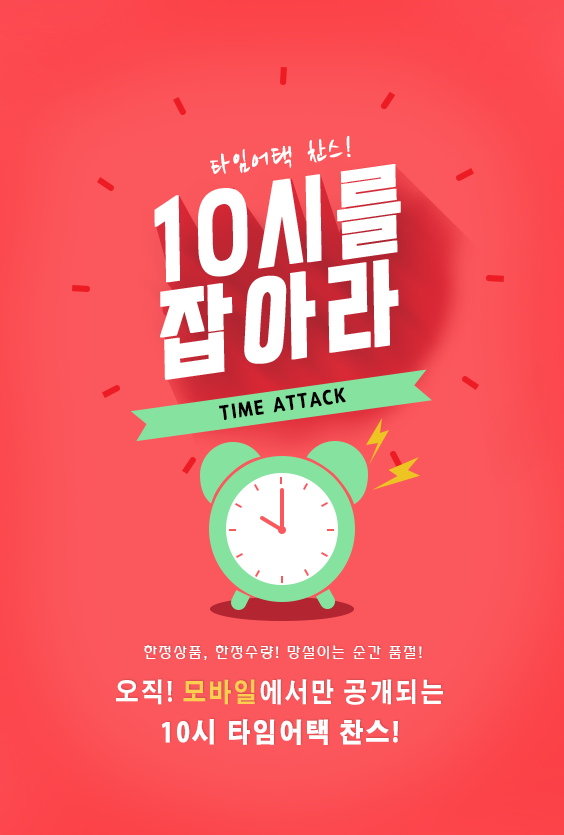 타임어택 찬스!
10시를
잡아라
TIME ATTACK
한정상품, 한정수량! 망설이는 순간 품절!
오직! 모바일에서만 공개되는
10시 타임어택 찬스!